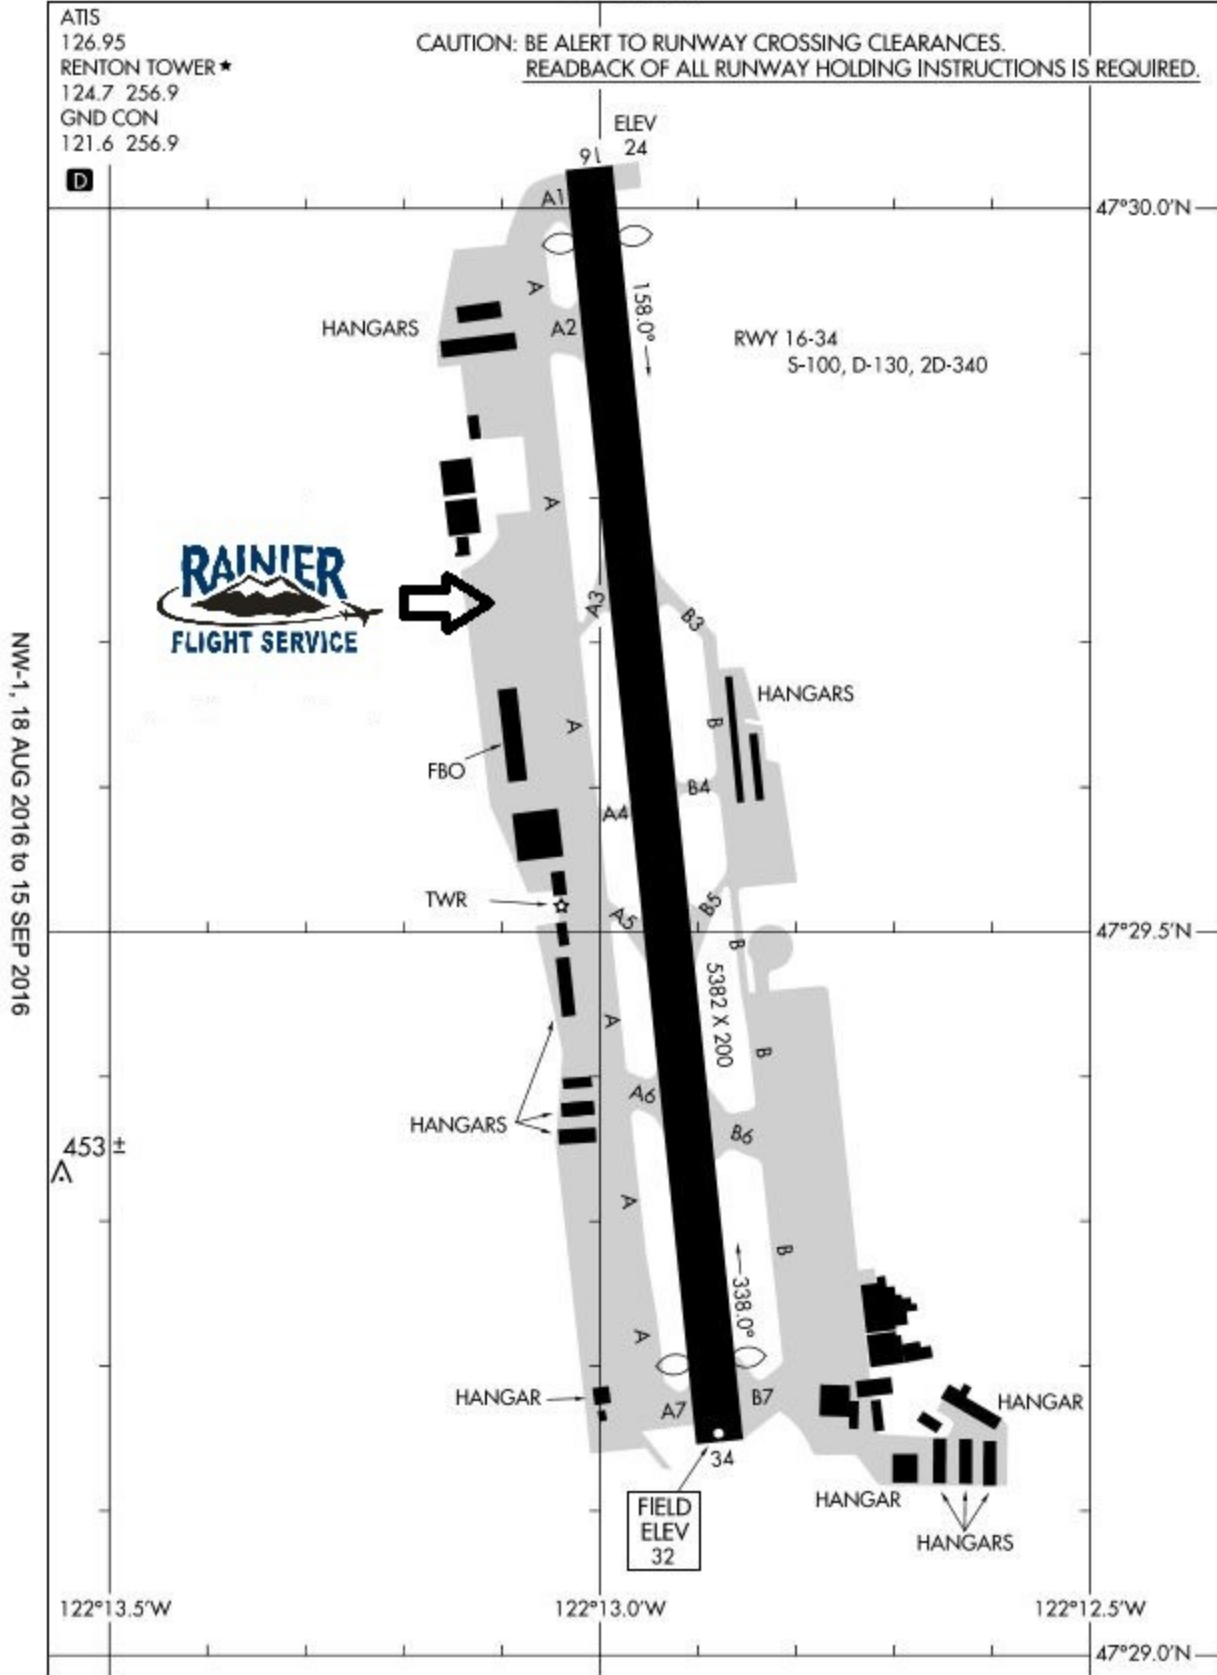 ATIS
126.95
RENTON TOWER★
124.7 256.9
GND CON
121.6 256.9
D
CAUTION: BE ALERT TO RUNWAY CROSSING CLEARANCES.
READBACK OF ALL RUNWAY HOLDING INSTRUCTIONS IS REQUIRED.
ELEV
24
16
A1
47°30.0'N
A
158.0°
HANGARS
A2
RWY 16-34
S-100, D-130, 2D-340
A
RAINIER
FLIGHT SERVICE
A3
B3
NW-1, 18 AUG 2016 to 15 SEP 2016
HANGARS
A
B
FBO
B4
A4
TWR
A5
B5
47°29.5'N
B
5382 X 200
A
B
A6
HANGARS
B6
453 ±
A
B
338.0°
A
HANGAR
A7
B7
HANGAR
34
FIELD
ELEV
32
HANGAR
HANGARS
122°13.5'W
122°13.0'W
122°12.5'W
47°29.0'N